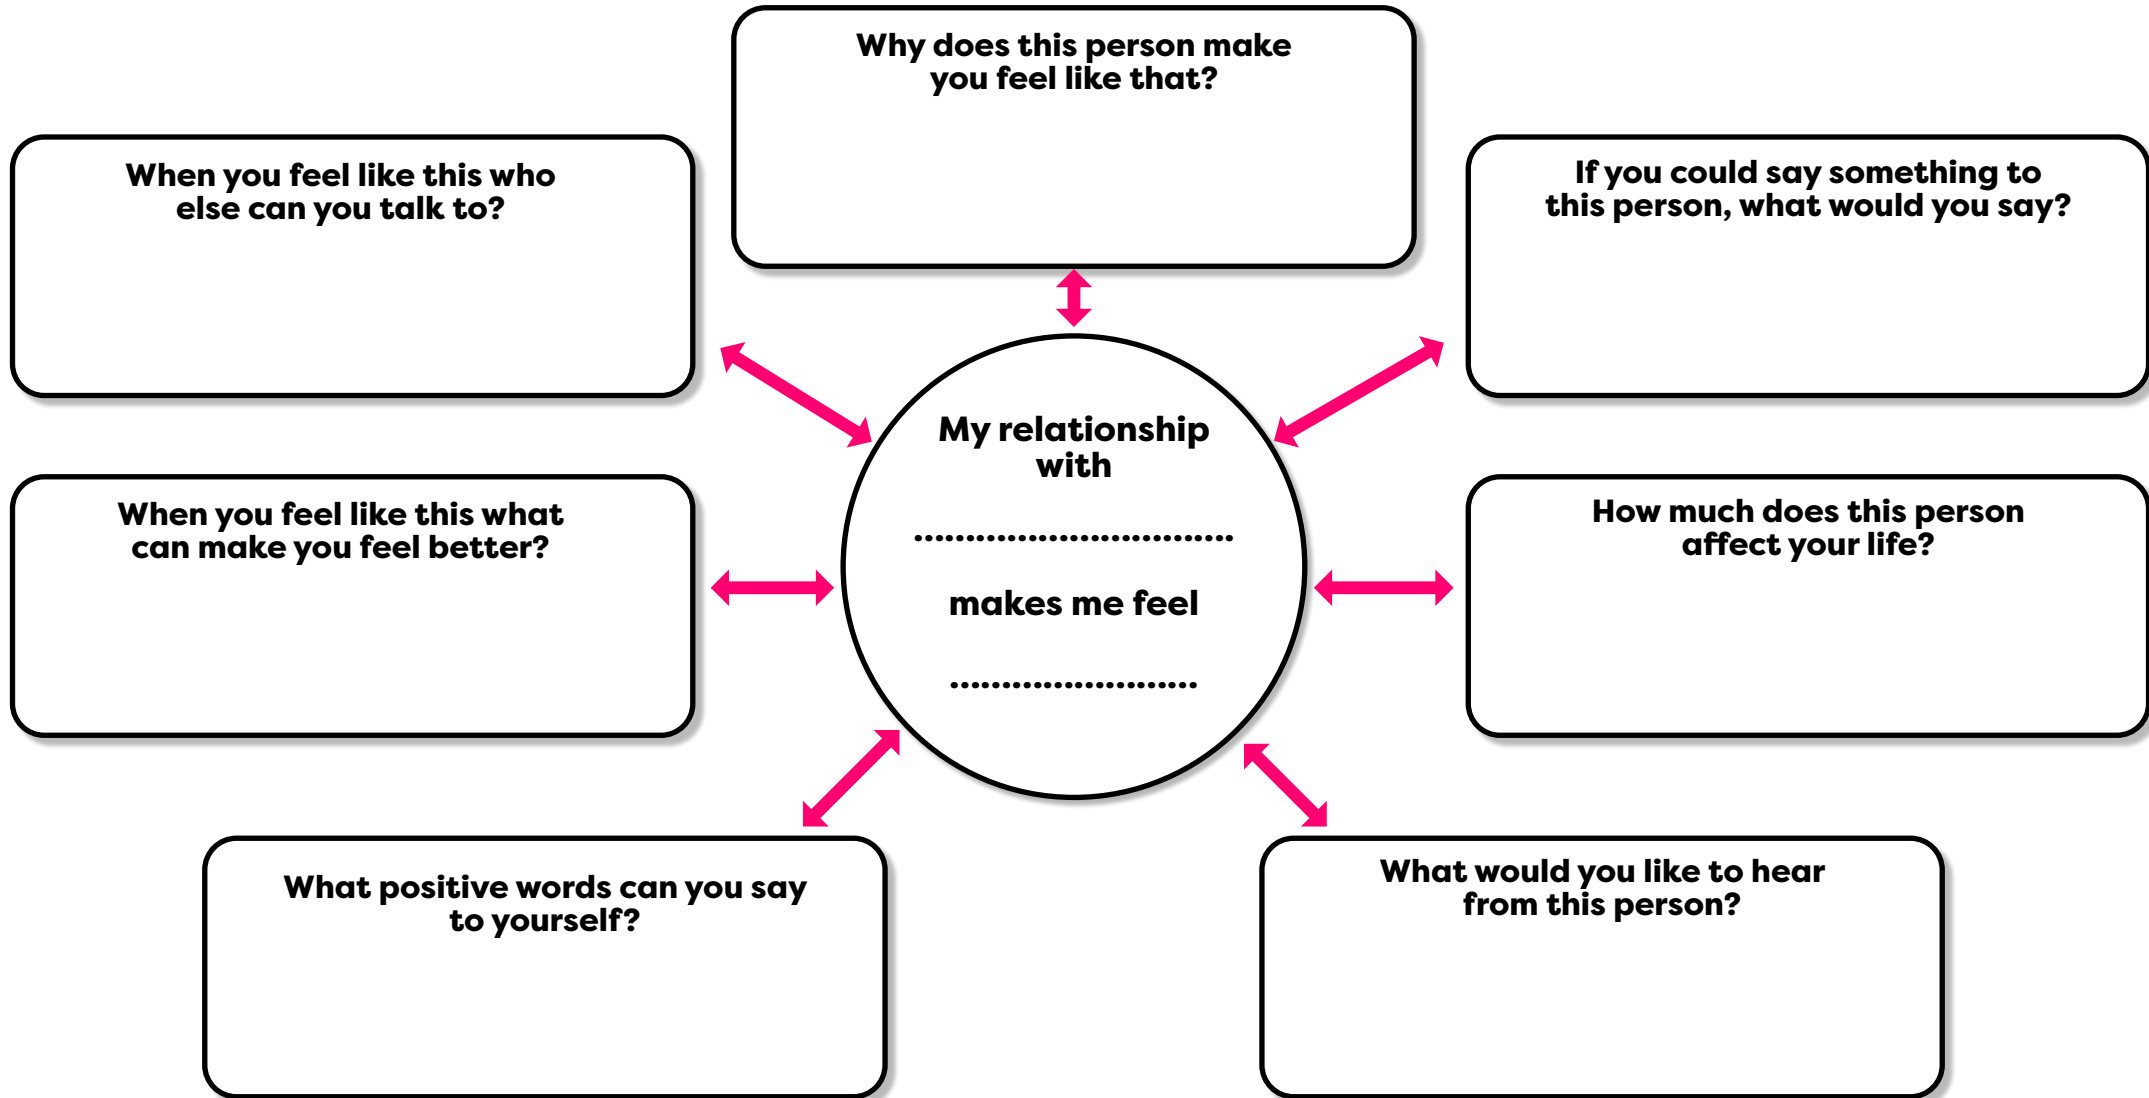 Why does this person make
you feel like that?
When you feel like this who
else can you talk to?
If you could say something to
this person, what would you say?
My relationship
with
................................
makes me feel
........................
When you feel like this what
can make you feel better?
How much does this person
affect your life?
What positive words can you say
to yourself?
What would you like to hear
from this person?